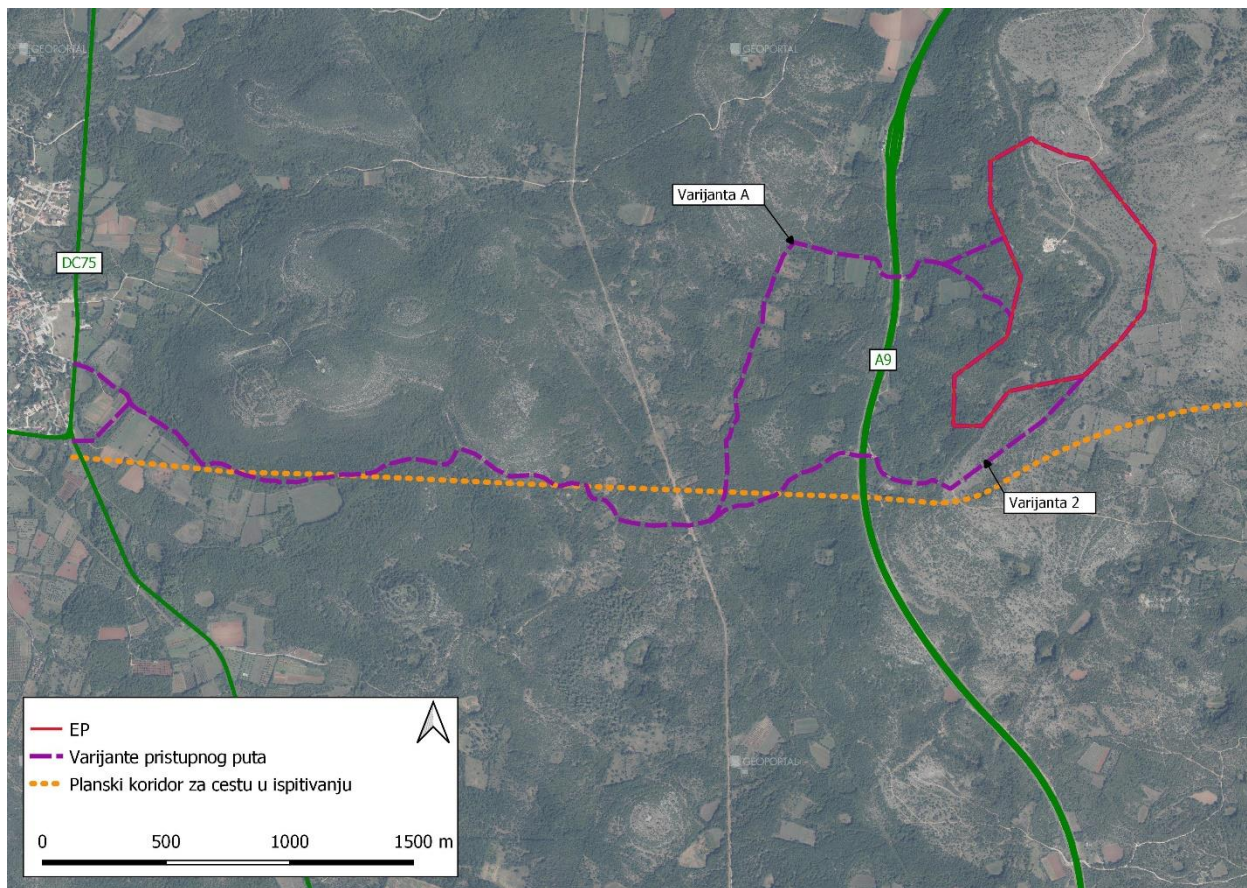 GEOPORTAL
GEOPORTAL
Varijanta A
DC75
A9
Varijanta 2
GEOPORTAL
EP
Varijante pristupnog puta
Planski koridor za cestu u ispitivanju
0 500 1000 1500 m